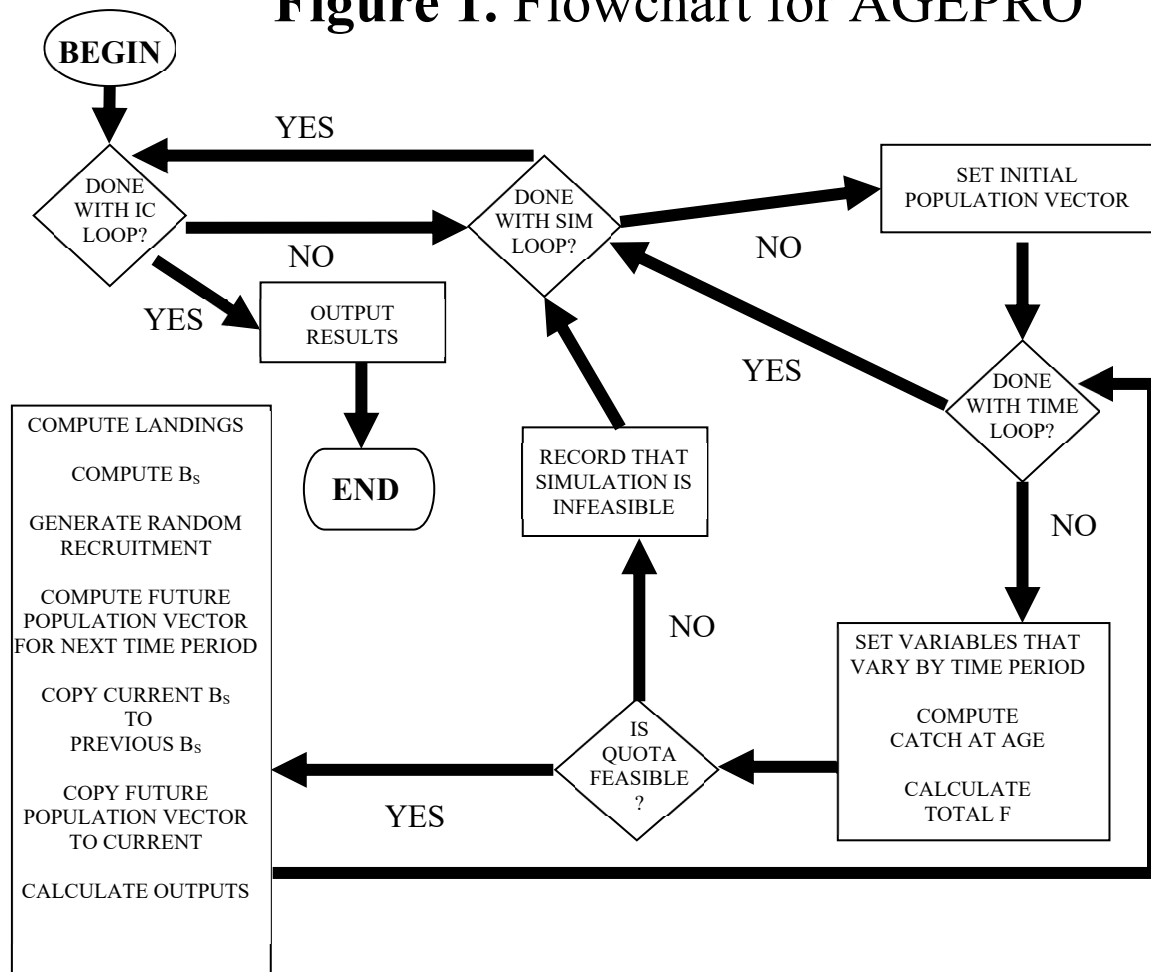 Figure 1. Flowchart for AGEPRO
BEGIN
YES
DONE
WITH IC
LOOP?
DONE
WITH SIM
LOOP?
SET INITIAL
POPULATION VECTOR
NO
NO
YES
OUTPUT
RESULTS
YES
DONE
WITH TIME
LOOP?
END
RECORD THAT
SIMULATION IS
INFEASIBLE
NO
NO
SET VARIABLES THAT
VARY BY TIME PERIOD
COMPUTE
CATCH AT AGE
CALCULATE
TOTAL F
IS
QUOTA
FEASIBLE
?
YES
COMPUTE LANDINGS
COMPUTE BS
GENERATE RANDOM
RECRUITMENT
COMPUTE FUTURE
POPULATION VECTOR
FOR NEXT TIME PERIOD
COPY CURRENT BS
TO
PREVIOUS BS
COPY FUTURE
POPULATION VECTOR
TO CURRENT
CALCULATE OUTPUTS